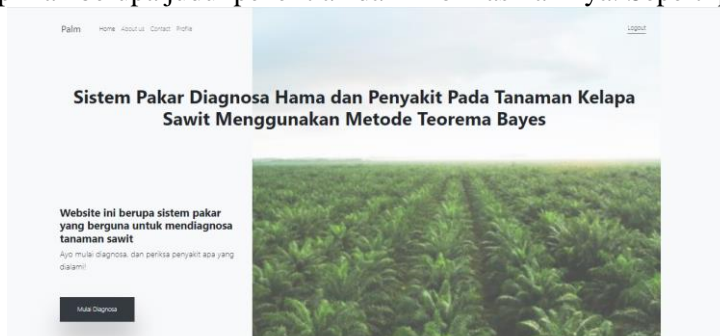 Palm Home About us Contact Profile Logout
Sistem Pakar Diagnosa Hama dan Penyakit Pada Tanaman Kelapa
Sawit Menggunakan Metode Teorema Bayes
Website ini berupa sistem pakar
yang berguna untuk mendiagnosa
tanaman sawit
Ayo mulai diagnosa, dan periksa penyakit apa yang
dialami!
Mulai Diagnosa